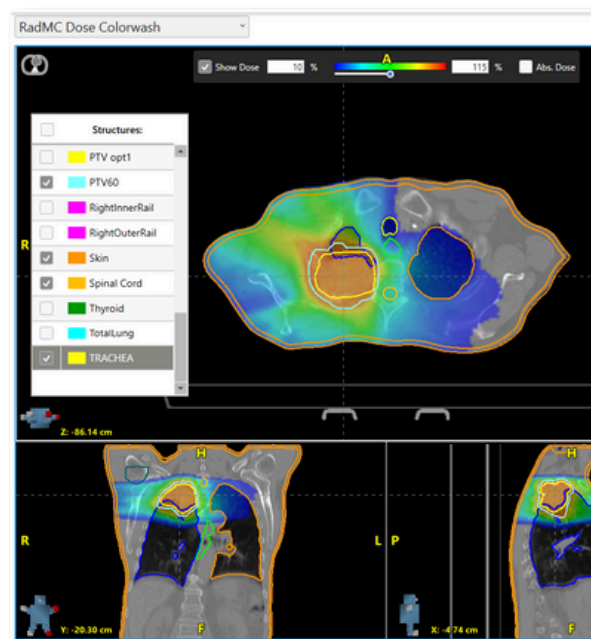 RadMC Dose Colorwash
A
Show Dose 10 % 115 % Abs. Dose
Structures:
PTV opt1
PTV60
RightInnerRail
RightOuterRail
Skin
Spinal Cord
Thyroid
TotalLung
TRACHEA
R
Z: -86.14 cm
H
R
L
Y: -20.30 cm
F
H
P
X: -4.74 cm
F